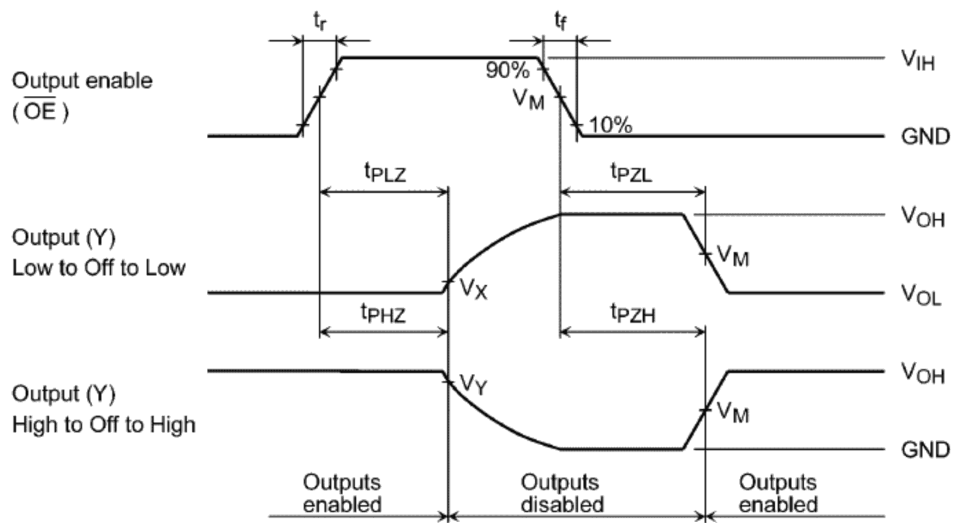 tr
tf
VIH
90%
Output enable
(OE)
VM
10%
GND
tPLZ
tPZL
VOH
Output (Y)
Low to Off to Low
VM
VX
VOL
tPHZ
tPZH
VOH
Output (Y)
High to Off to High
VY
VM
GND
Outputs enabled
Outputs disabled
Outputs enabled